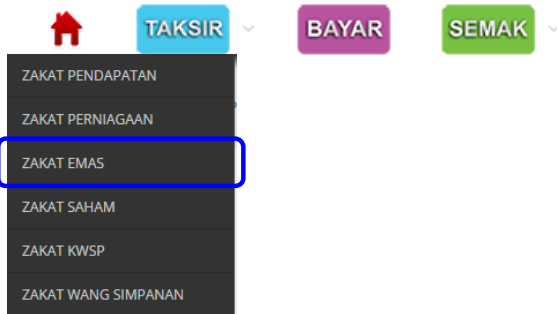 TAKSIR BAYAR SEMAK
ZAKAT PENDAPATAN
ZAKAT PERNIAGAAN
ZAKAT EMAS
ZAKAT SAHAM
ZAKAT KWSP
ZAKAT WANG SIMPANAN